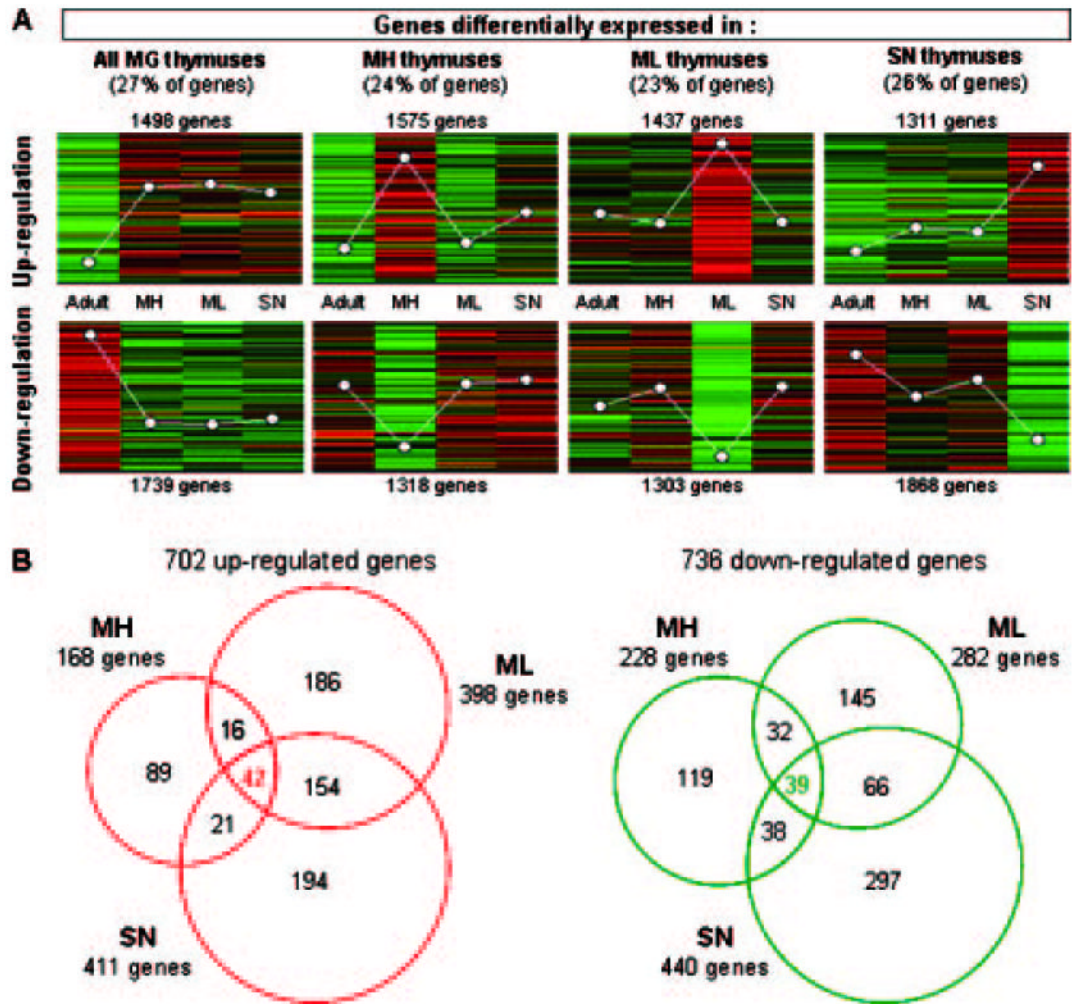 A
Genes differentially expressed in :
All MG thymuses MH thymuses ML thymuses SN thymuses
(27% of genes) (24% of genes) (23% of genes) (26% of genes)
1498 genes 1575 genes 1437 genes 1311 genes
Up-regulation
Adult MH ML SN Adult MH ML SN Adult MH ML SN Adult MH ML SN
Down-regulation
1739 genes 1318 genes 1303 genes 1868 genes
B
702 up-regulated genes
MH
168 genes
ML
398 genes
186
16
89
42
154
21
194
SN
411 genes
736 down-regulated genes
MH
228 genes
ML
282 genes
145
32
119
39
66
38
297
SN
440 genes